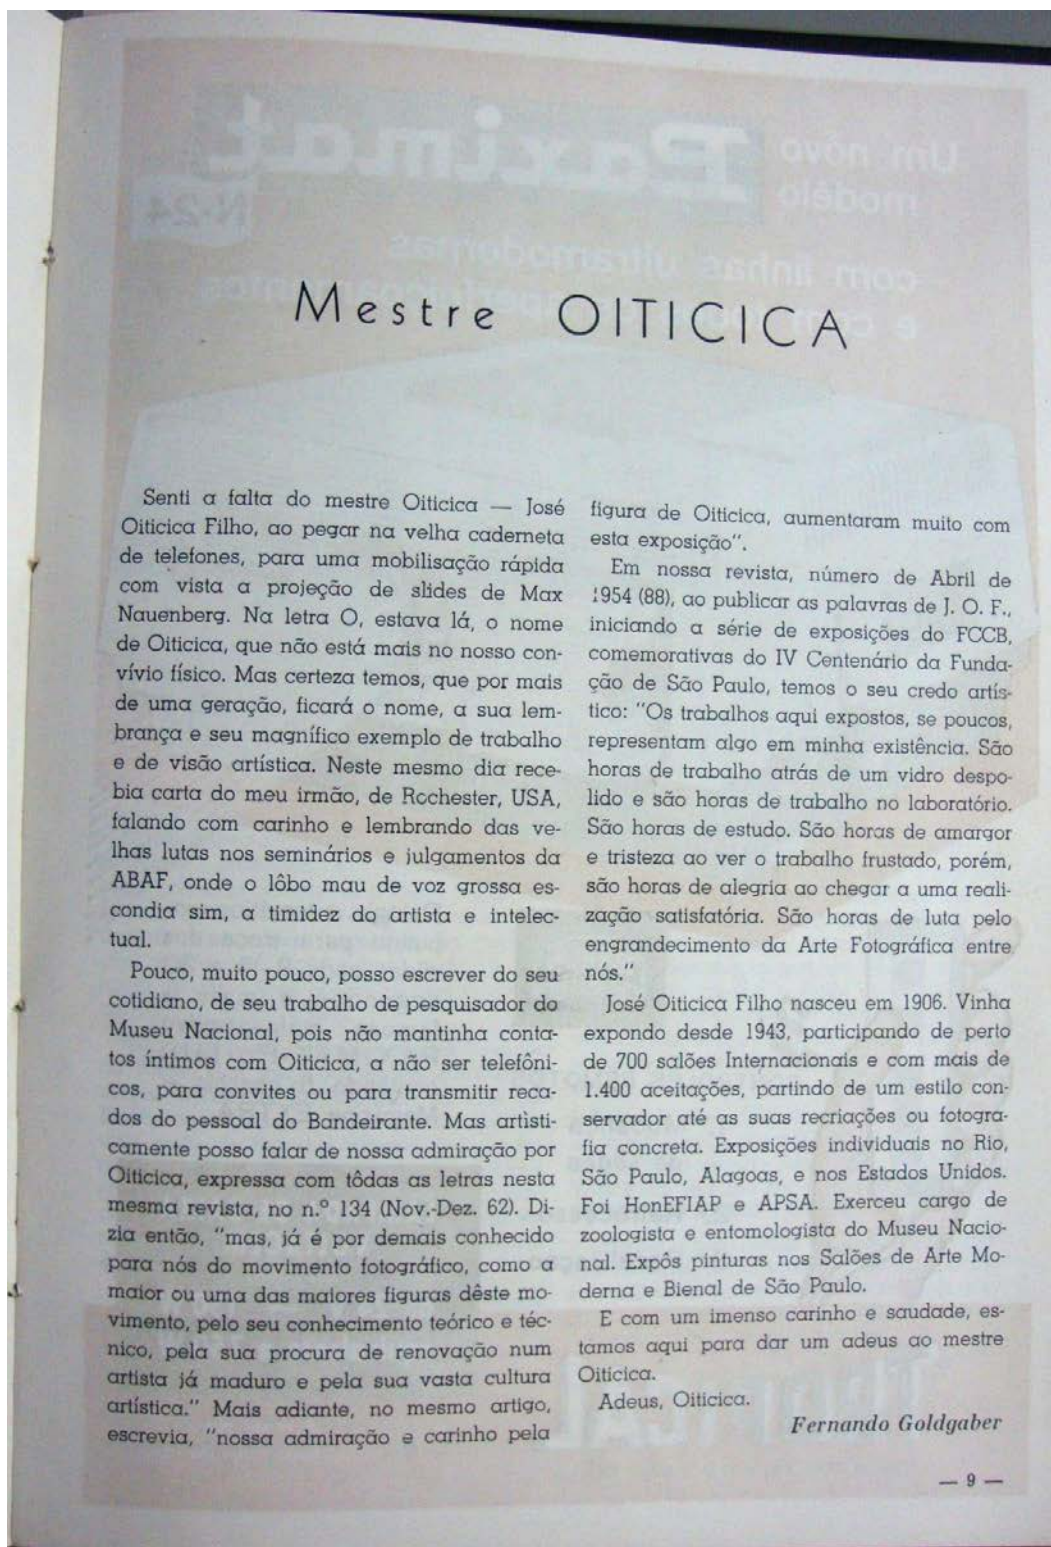 Mestre OITICICA
Senti a falta do mestre Oiticica — José
Oiticica Filho, ao pegar na velha caderneta
de telefones, para uma mobilisação rápida
com vista a projeção de slides de Max
Nauenberg. Na letra O, estava lá, o nome
de Oiticica, que não está mais no nosso con-
vívio físico. Mas certeza temos, que por mais
de uma geração, ficará o nome, a sua lem-
brança e seu magnífico exemplo de trabalho
e de visão artística. Neste mesmo dia rece-
bia carta do meu irmão, de Rochester, USA,
falando com carinho e lembrando das ve-
lhas lutas nos seminários e julgamentos da
ABAF, onde o lôbo mau de voz grossa es-
condia sim, a timidez do artista e intelec-
tual.
Pouco, muito pouco, posso escrever do seu
cotidiano, de seu trabalho de pesquisador do
Museu Nacional, pois não mantinha conta-
tos íntimos com Oiticica, a não ser telefôni-
cos, para convites ou para transmitir reca-
dos do pessoal do Bandeirante. Mas artìsti-
camente posso falar de nossa admiração por
Oiticica, expressa com tôdas as letras nesta
mesma revista, no n.º 134 (Nov.-Dez. 62). Di-
zia então, "mas, já é por demais conhecido
para nós do movimento fotográfico, como a
maior ou uma das maiores figuras dêste mo-
vimento, pelo seu conhecimento teórico e téc-
nico, pela sua procura de renovação num
artista já maduro e pela sua vasta cultura
artística." Mais adiante, no mesmo artigo,
escrevia, "nossa admiração e carinho pela
figura de Oiticica, aumentaram muito com
esta exposição".
Em nossa revista, número de Abril de
1954 (88), ao publicar as palavras de J. O. F.,
iniciando a série de exposições do FCCB,
comemorativas do IV Centenário da Funda-
ção de São Paulo, temos o seu credo artís-
tico: "Os trabalhos aqui expostos, se poucos,
representam algo em minha existência. São
horas de trabalho atrás de um vidro despo-
lido e são horas de trabalho no laboratório.
São horas de estudo. São horas de amargor
e tristeza ao ver o trabalho frustado, porém,
são horas de alegria ao chegar a uma reali-
zação satisfatória. São horas de luta pelo
engrandecimento da Arte Fotográfica entre
nós."
José Oiticica Filho nasceu em 1906. Vinha
expondo desde 1943, participando de perto
de 700 salões Internacionais e com mais de
1.400 aceitações, partindo de um estilo con-
servador até as suas recriações ou fotogra-
fia concreta. Exposições individuais no Rio,
São Paulo, Alagoas, e nos Estados Unidos.
Foi HonEFIAP e APSA. Exerceu cargo de
zoologista e entomologista do Museu Nacio-
nal. Expôs pinturas nos Salões de Arte Mo-
derna e Bienal de São Paulo.
E com um imenso carinho e saudade, es-
tamos aqui para dar um adeus ao mestre
Oiticica.
Adeus, Oiticica.
Fernando Goldgaber
— 9 —